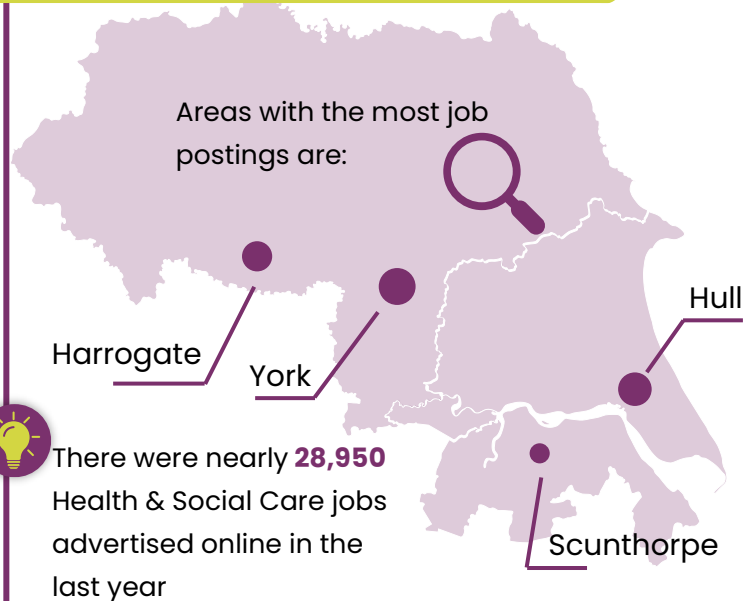 Areas with the most job
postings are:
Hull
Harrogate
York
There were nearly 28,950
Health & Social Care jobs
advertised online in the
last year
Scunthorpe